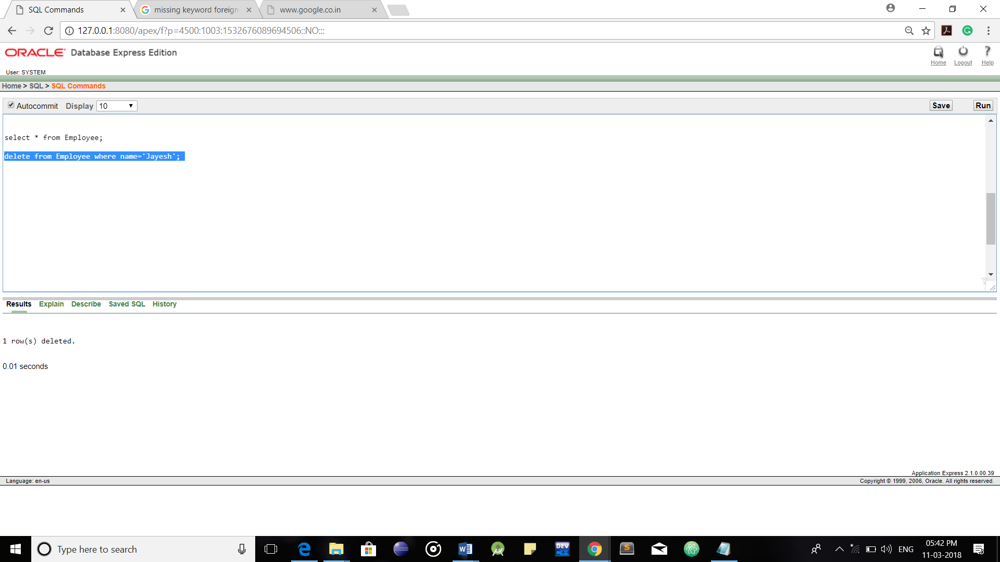 SQL Commands
missing keyword foreign
www.google.co.in
127.0.0.1:8080/apex/f?p=4500:1003:1532676089694506::NO:::
ORACLE Database Express Edition
Home Logout Help
User: SYSTEM
Home > SQL > SQL Commands
Autocommit Display 10 Save Run
select * from Employee;
delete from Employee where name='Jayesh';
Results Explain Describe Saved SQL History
1 row(s) deleted.
0.01 seconds
Application Express 2.1.0.00.39
Language: en-us Copyright © 1999, 2006, Oracle. All rights reserved.
Type here to search
W
DEV
C++
S
ENG
05:42 PM
11-03-2018